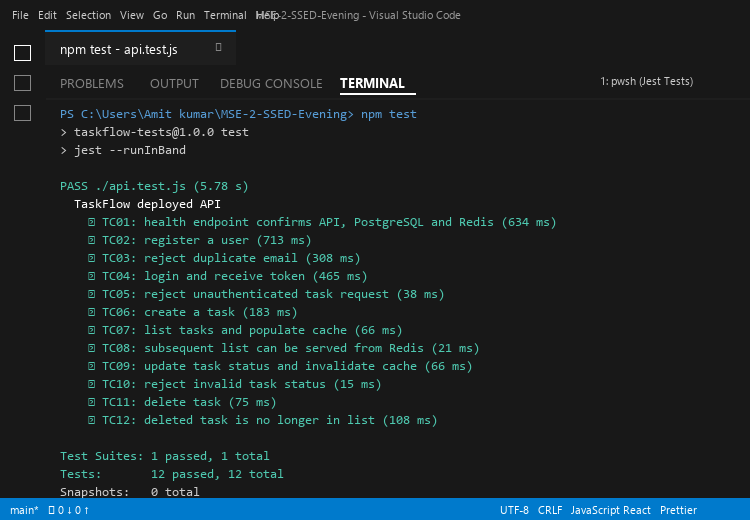 File Edit Selection View Go Run Terminal Help MSE-2-SSED-Evening - Visual Studio Code
npm test - api.test.js
PROBLEMS OUTPUT DEBUG CONSOLE TERMINAL 1: pwsh (Jest Tests)
PS C:\Users\Amit kumar\MSE-2-SSED-Evening> npm test
> taskflow-tests@1.0.0 test
> jest --runInBand
PASS ./api.test.js (5.78 s)
TaskFlow deployed API
TC01: health endpoint confirms API, PostgreSQL and Redis (634 ms)
TC02: register a user (713 ms)
TC03: reject duplicate email (308 ms)
TC04: login and receive token (465 ms)
TC05: reject unauthenticated task request (38 ms)
TC06: create a task (183 ms)
TC07: list tasks and populate cache (66 ms)
TC08: subsequent list can be served from Redis (21 ms)
TC09: update task status and invalidate cache (66 ms)
TC10: reject invalid task status (15 ms)
TC11: delete task (75 ms)
TC12: deleted task is no longer in list (108 ms)
Test Suites: 1 passed, 1 total
Tests: 12 passed, 12 total
Snapshots: 0 total
main* 0 ↓ 0 ↑ UTF-8 CRLF JavaScript React Prettier